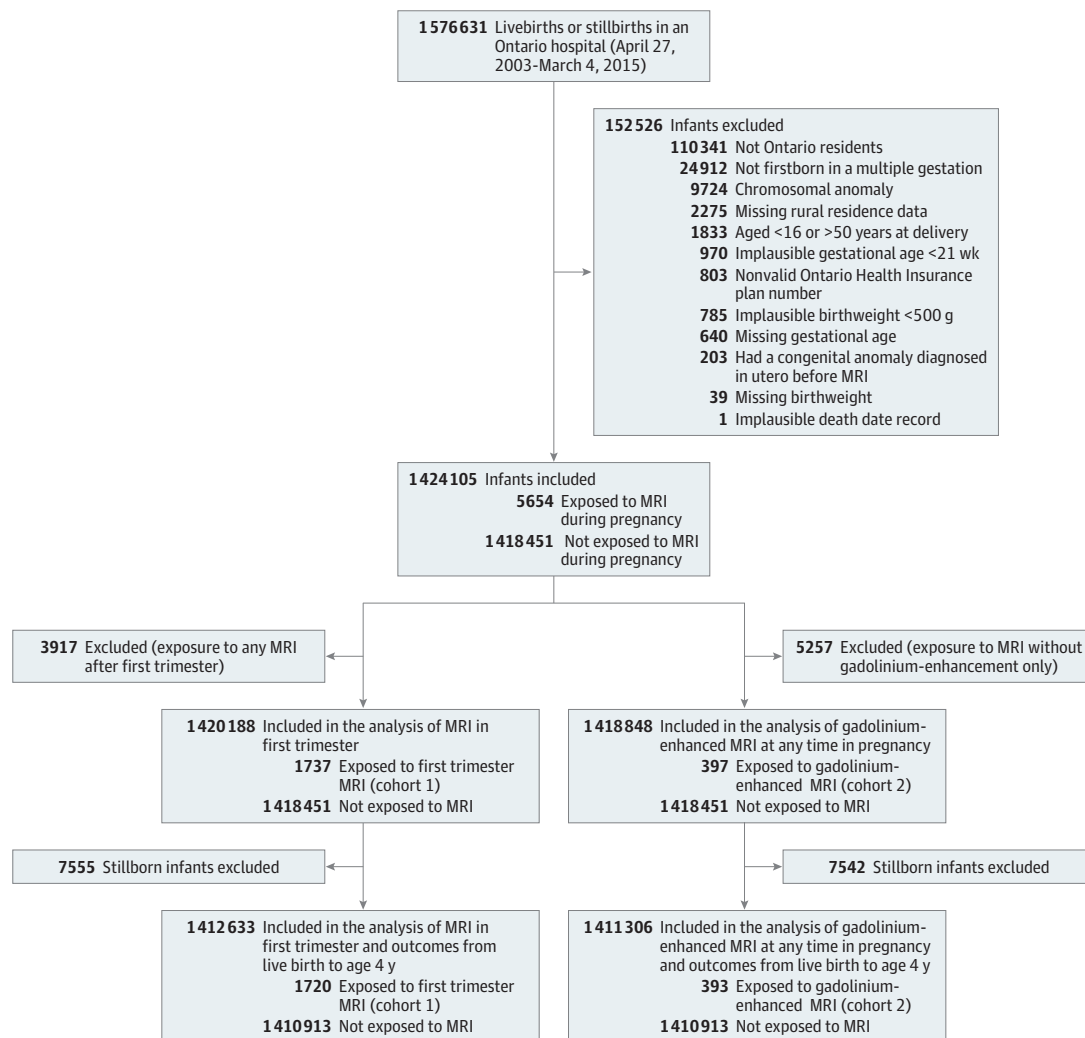 1576631 Livebirths or stillbirths in an
Ontario hospital (April 27,
2003-March 4, 2015)
152526 Infants excluded
110341 Not Ontario residents
24912 Not firstborn in a multiple gestation
9724 Chromosomal anomaly
2275 Missing rural residence data
1833 Aged <16 or >50 years at delivery
970 Implausible gestational age <21 wk
803 Nonvalid Ontario Health Insurance
plan number
785 Implausible birthweight <500 g
640 Missing gestational age
203 Had a congenital anomaly diagnosed
in utero before MRI
39 Missing birthweight
1 Implausible death date record
1424105 Infants included
5654 Exposed to MRI
during pregnancy
1418451 Not exposed to MRI
during pregnancy
3917 Excluded (exposure to any MRI
after first trimester)
5257 Excluded (exposure to MRI without
gadolinium-enhancement only)
1420188 Included in the analysis of MRI in
first trimester
1737 Exposed to first trimester
MRI (cohort 1)
1418451 Not exposed to MRI
1418848 Included in the analysis of gadolinium-
enhanced MRI at any time in pregnancy
397 Exposed to gadolinium-
enhanced MRI (cohort 2)
1418451 Not exposed to MRI
7555 Stillborn infants excluded
7542 Stillborn infants excluded
1412633 Included in the analysis of MRI in
first trimester and outcomes from
live birth to age 4 y
1720 Exposed to first trimester
MRI (cohort 1)
1410913 Not exposed to MRI
1411306 Included in the analysis of gadolinium-
enhanced MRI at any time in pregnancy
and outcomes from live birth to age 4 y
393 Exposed to gadolinium-
enhanced MRI (cohort 2)
1410913 Not exposed to MRI